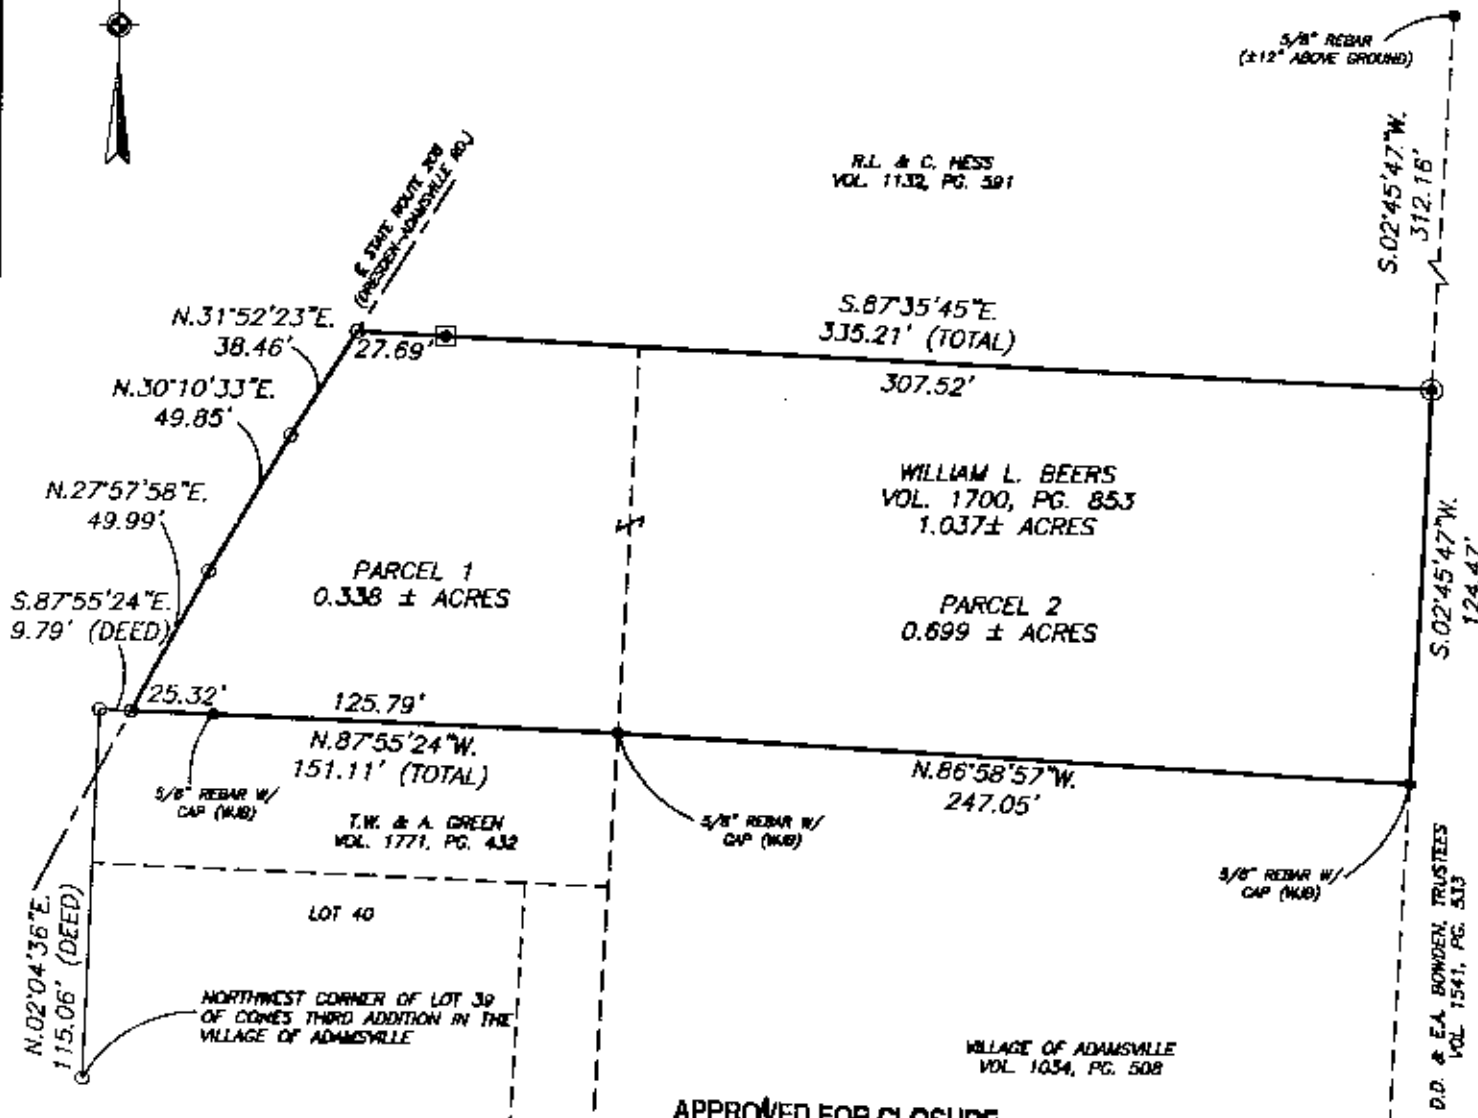 5/8" REBAR
(±12" ABOVE GROUND)
S.02°45'47"W.
312.16'
R.L. & C. HESS
VOL. 1132, PG. 591
℄ STATE ROUTE 208
(DRESDEN-ADAMSVILLE RD.)
N.31°52'23"E.
38.46'
27.69'
S.87°35'45"E.
335.21' (TOTAL)
307.52'
N.30°10'33"E.
49.85'
N.27°57'58"E.
49.99'
S.87°55'24"E.
9.79' (DEED)
WILLIAM L. BEERS
VOL. 1700, PG. 853
1.037± ACRES
PARCEL 1
0.338 ± ACRES
PARCEL 2
0.699 ± ACRES
S.02°45'47"W.
124.47'
25.32'
125.79'
N.87°55'24"W.
151.11' (TOTAL)
N.86°58'57"W.
247.05'
5/8" REBAR W/
CAP (WJB)
T.W. & A. GREEN
VOL. 1771, PG. 432
5/8" REBAR W/
CAP (WJB)
5/8" REBAR W/
CAP (WJB)
LOT 40
N.02°04'36"E.
115.06' (DEED)
NORTHWEST CORNER OF LOT 39
OF CONES THIRD ADDITION IN THE
VILLAGE OF ADAMSVILLE
VILLAGE OF ADAMSVILLE
VOL. 1034, PG. 508
D.D. & E.A. BOWDEN, TRUSTEES
VOL. 1541, PG. 533
APPROVED FOR CLOSURE